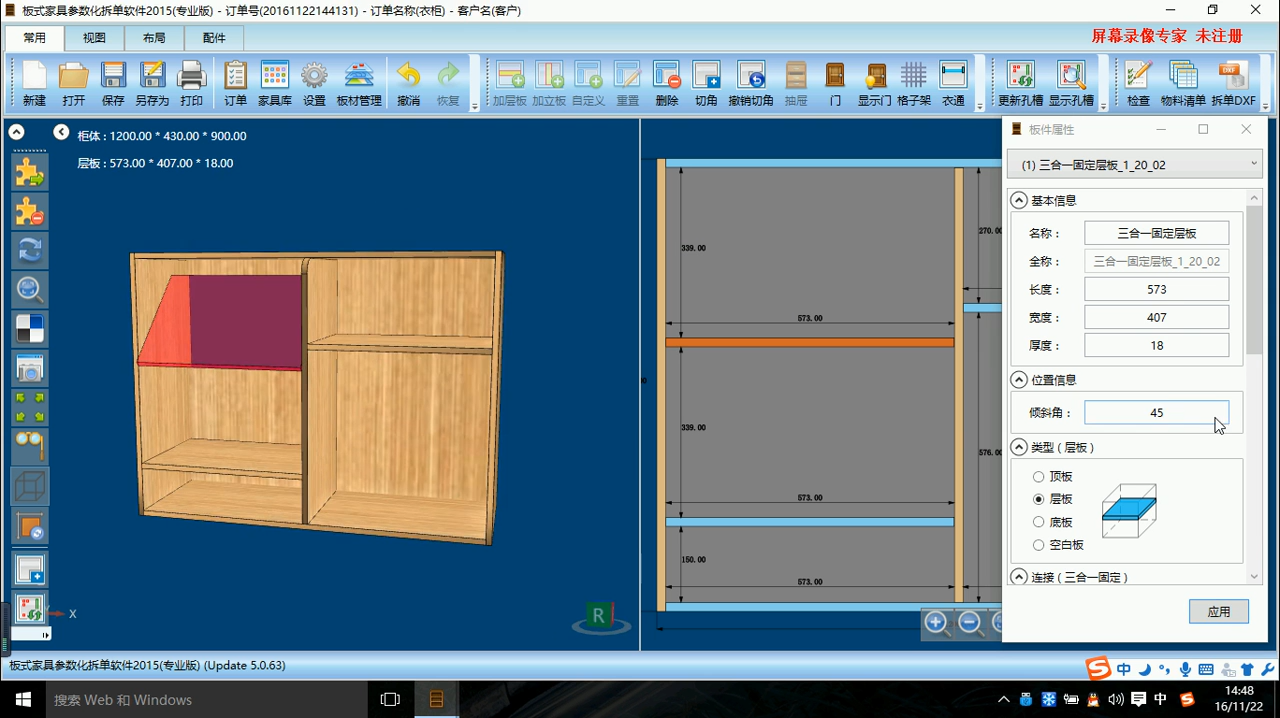 板式家具参数化拆单软件2015(专业版) - 订单号(20161122144131) - 订单名称(衣柜) - 客户名(客户)
常用 视图 布局 配件
屏幕录像专家 未注册
新建 打开 保存 另存为 打印 订单 家具库 设置 板材管理 撤消 恢复 加层板 加立板 自定义 重置 删除 切角 撤销切角 抽屉 门 显示门 格子架 衣通 更新孔槽 显示孔槽 检查 物料清单 拆单DXF
柜体 : 1200.00 * 430.00 * 900.00
层板 : 573.00 * 407.00 * 18.00
339.00
573.00
339.00
573.00
150.00
573.00
270.00
576.00
X
R
板件属性
(1) 三合一固定层板_1_20_02
基本信息
名称： 三合一固定层板
全称： 三合一固定层板_1_20_02
长度： 573
宽度： 407
厚度： 18
位置信息
倾斜角： 45
类型 ( 层板 )
顶板
层板
底板
空白板
连接 ( 三合一固定 )
应用
板式家具参数化拆单软件2015(专业版) (Update 5.0.63)
中
搜索 Web 和 Windows
中
14:48
16/11/22